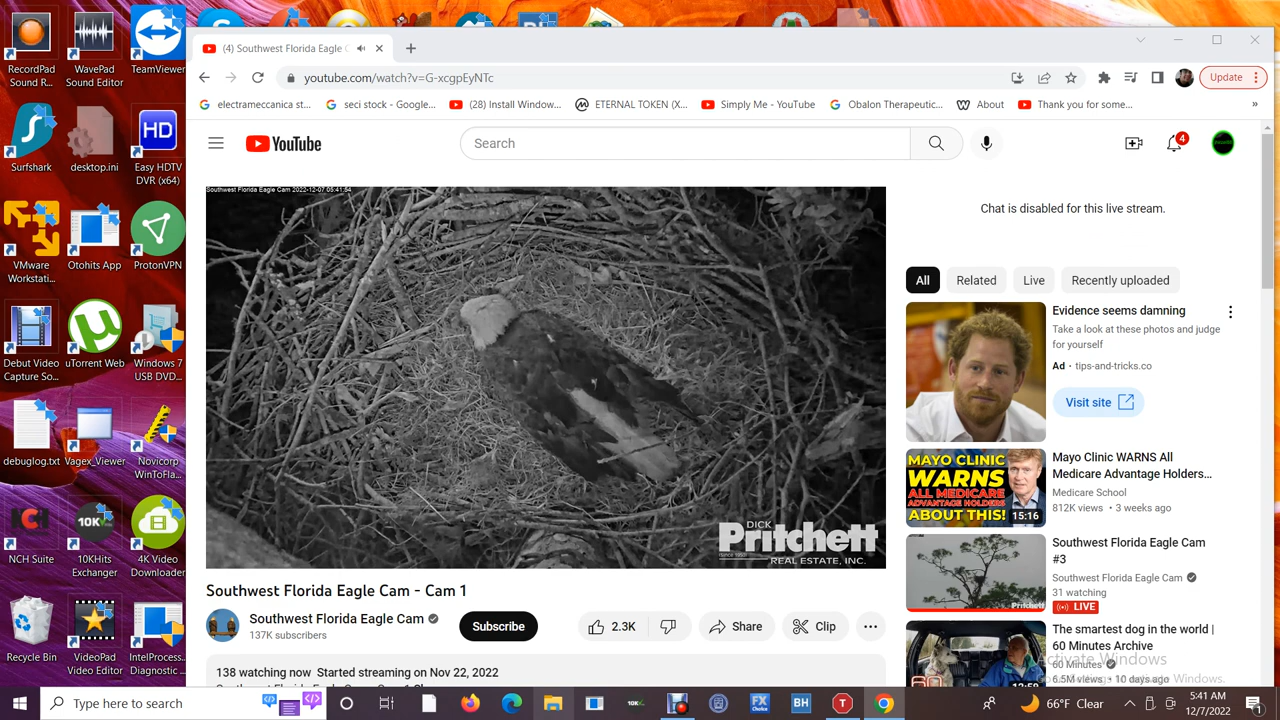 RecordPad
Sound R...
WavePad
Sound Editor
TeamViewer
Surfshark
desktop.ini
HD
Easy HDTV
DVR (x64)
VMware
Workstati...
Otohits App
ProtonVPN
Debut Video
Capture So...
uTorrent Web
Windows 7
USB DVD...
debuglog.txt
Vagex_Viewer
Novicorp
WinToFla...
NCH Suite
10K
10KHits
Exchanger
4K Video
Downloader
Recycle Bin
VideoPad
Video Editor
IntelProcess...
Diagnostic ...
(4) Southwest Florida Eagle C
youtube.com/watch?v=G-xcgpEyNTc
Update
electrameccanica st...
seci stock - Google...
(28) Install Window...
ETERNAL TOKEN (X...
Simply Me - YouTube
Obalon Therapeutic...
About
Thank you for some...
»
YouTube
Search
4
Southwest Florida Eagle Cam 2022-12-07 05:41:54
DICK
Pritchett
REAL ESTATE, INC.
Southwest Florida Eagle Cam - Cam 1
Southwest Florida Eagle Cam
137K subscribers
Subscribe
2.3K
Share
Clip
138 watching now Started streaming on Nov 22, 2022
Chat is disabled for this live stream.
All
Related
Live
Recently uploaded
Evidence seems damning
Take a look at these photos and judge
for yourself
Ad · tips-and-tricks.co
Visit site
MAYO CLINIC
WARNS
ALL MEDICARE
ADVANTAGE HOLDERS
ABOUT THIS!
15:16
Mayo Clinic WARNS All
Medicare Advantage Holders...
Medicare School
812K views • 3 weeks ago
Pritchett
Southwest Florida Eagle Cam
#3
Southwest Florida Eagle Cam
31 watching
LIVE
The smartest dog in the world |
60 Minutes Archive
60 Minutes
6.5M views • 10 days ago
Activate Windows
Type here to search
10K
FX
Choice
BH
T
66°F Clear
5:41 AM
12/7/2022
1